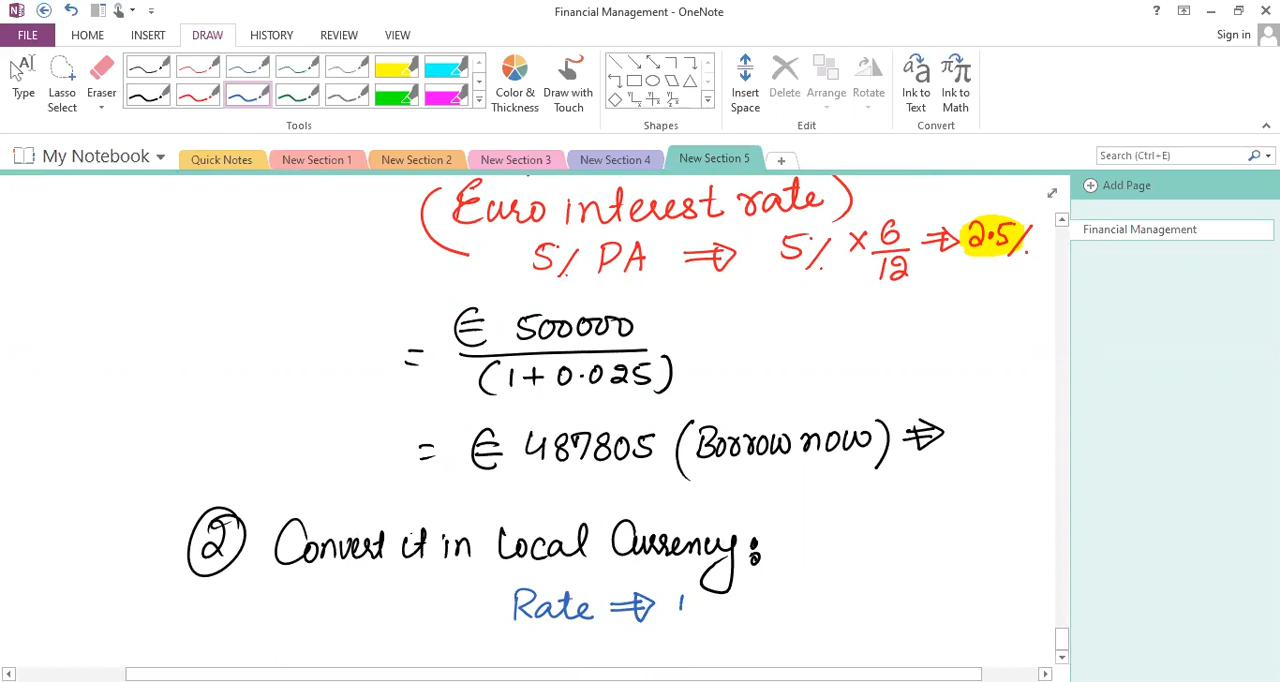 Financial Management - OneNote
?
FILE HOME INSERT DRAW HISTORY REVIEW VIEW
Sign in
Type
Lasso Select
Eraser
Color & Thickness
Draw with Touch
Insert Space
Delete
Arrange
Rotate
Ink to Text
Ink to Math
Tools
Shapes
Edit
Convert
My Notebook
Quick Notes New Section 1 New Section 2 New Section 3 New Section 4 New Section 5
Search (Ctrl+E)
Add Page
Financial Management
(Euro interest rate)
5% PA ⇒ 5% × 6/12 ⇒ 2.5%
= € 500000 / (1 + 0.025)
= € 487805 (Borrow now) ⇒
② Convert it in Local Currency:
Rate ⇒ 1